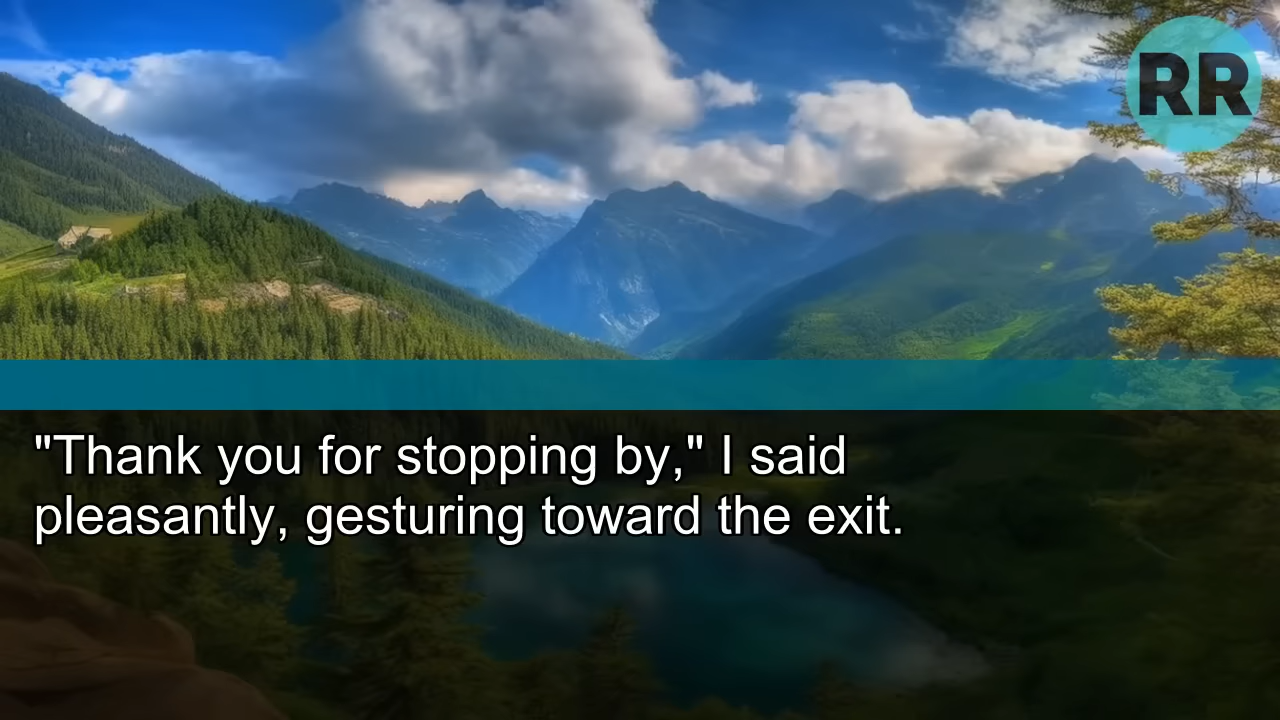 RR
"Thank you for stopping by," I said
pleasantly, gesturing toward the exit.